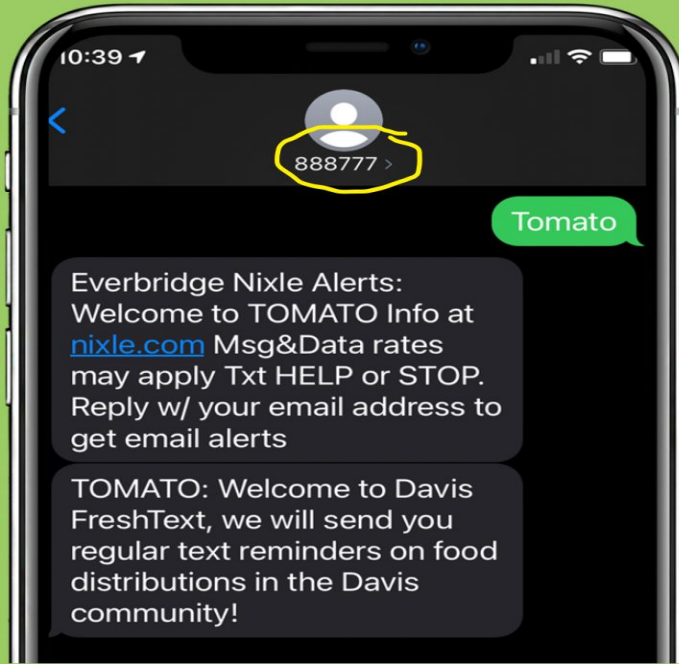 10:39
888777 >
Tomato
Everbridge Nixle Alerts:
Welcome to TOMATO Info at
nixle.com Msg&Data rates
may apply Txt HELP or STOP.
Reply w/ your email address to
get email alerts
TOMATO: Welcome to Davis
FreshText, we will send you
regular text reminders on food
distributions in the Davis
community!